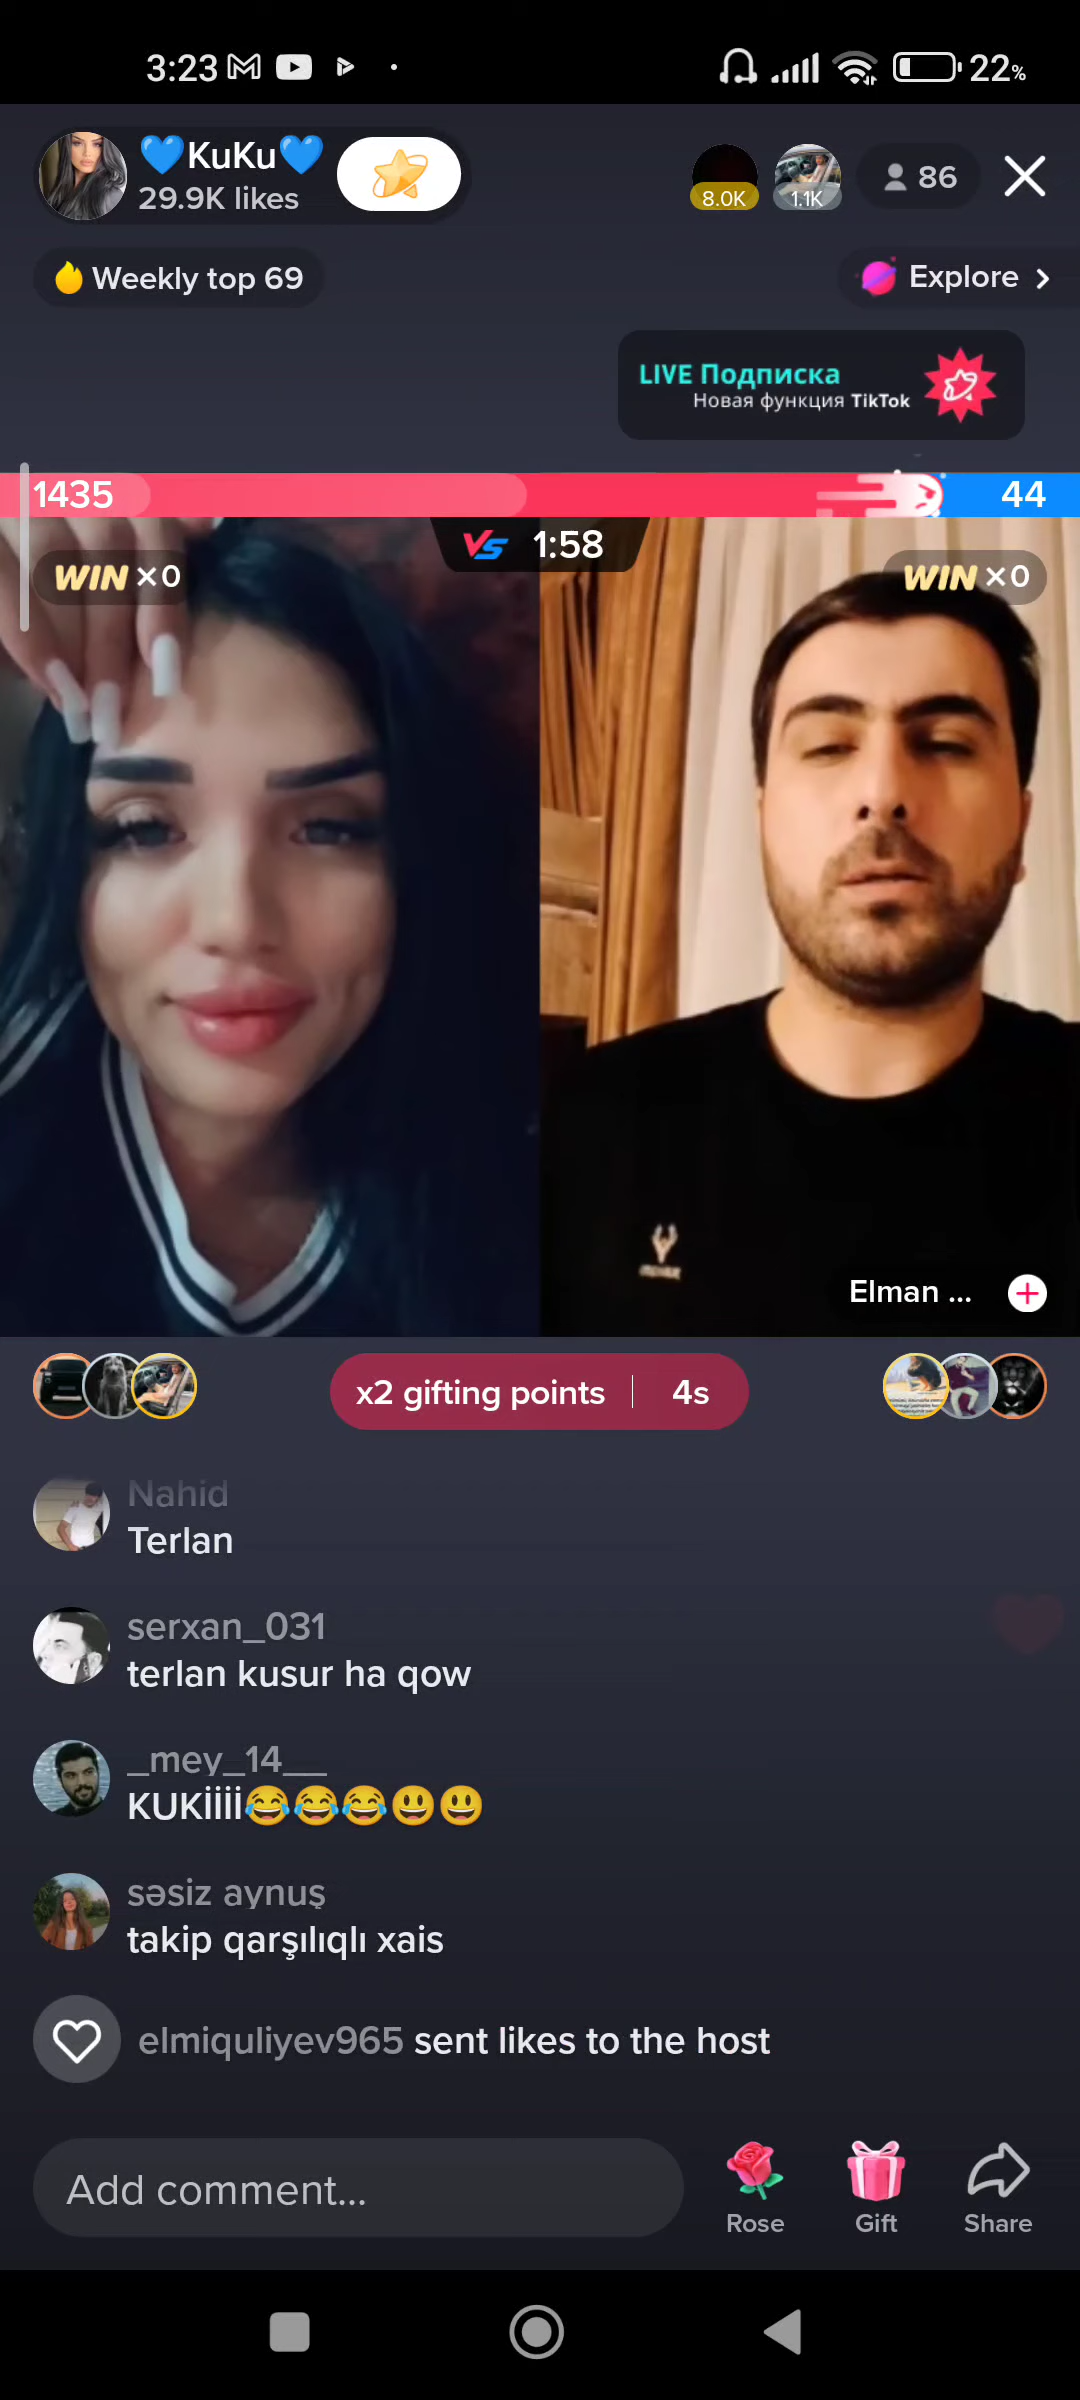 3:23
22%
💙KuKu💙
29.9K likes
8.0K
1.1K
86
Weekly top 69
Explore
LIVE Подписка
Новая функция TikTok
1435
44
VS 1:58
WIN ×0
WIN ×0
Elman ...
x2 gifting points
4s
Nahid
Terlan
serxan_031
terlan kusur ha qow
_mey_14__
KUKİİİİ😂😂😂😃😃
səsiz aynuş
takip qarşılıqlı xais
elmiquliyev965 sent likes to the host
Add comment...
Rose
Gift
Share